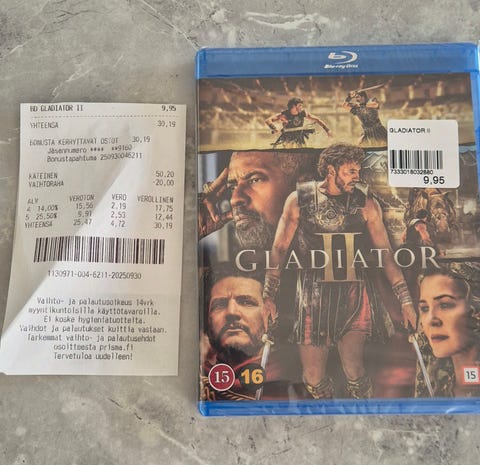 BD GLADIATOR II 9,95
YHTEENSÄ 30,19
BONUSTA KERRYTTÄVÄT OSTOT 30,19
Jäsennumero **** **9160
Bonustapahtuma 250930046211
KÄTEINEN 50,20
VAIHTORAHA -20,00
ALV VEROTON VERO VEROLLINEN
4 14,00% 15,56 2,19 17,75
5 25,50% 9,91 2,53 12,44
YHTEENSÄ 25,47 4,72 30,19
1130971-004-6211-20250930
Vaihto- ja palautusoikeus 14vrk
myyntikuntoisilla käyttötavaroilla.
Ei koske hygieniatuotteita.
Vaihdot ja palautukset kuittia vastaan.
Tarkemmat vaihto- ja palautusehdot
osoitteesta prisma.fi
Tervetuloa uudelleen!
Blu-ray Disc
GLADIATOR II
7333018032880
9,95
II
GLADIATOR
15 16
15